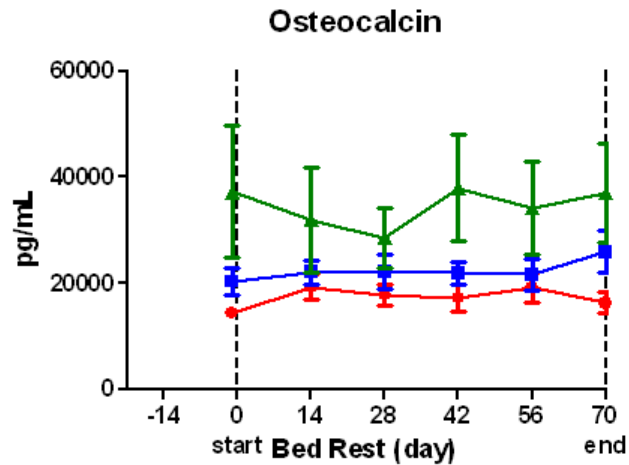 Osteocalcin
60000
40000
20000
0
pg/mL
-14 0 14 28 42 56 70
start Bed Rest (day) end